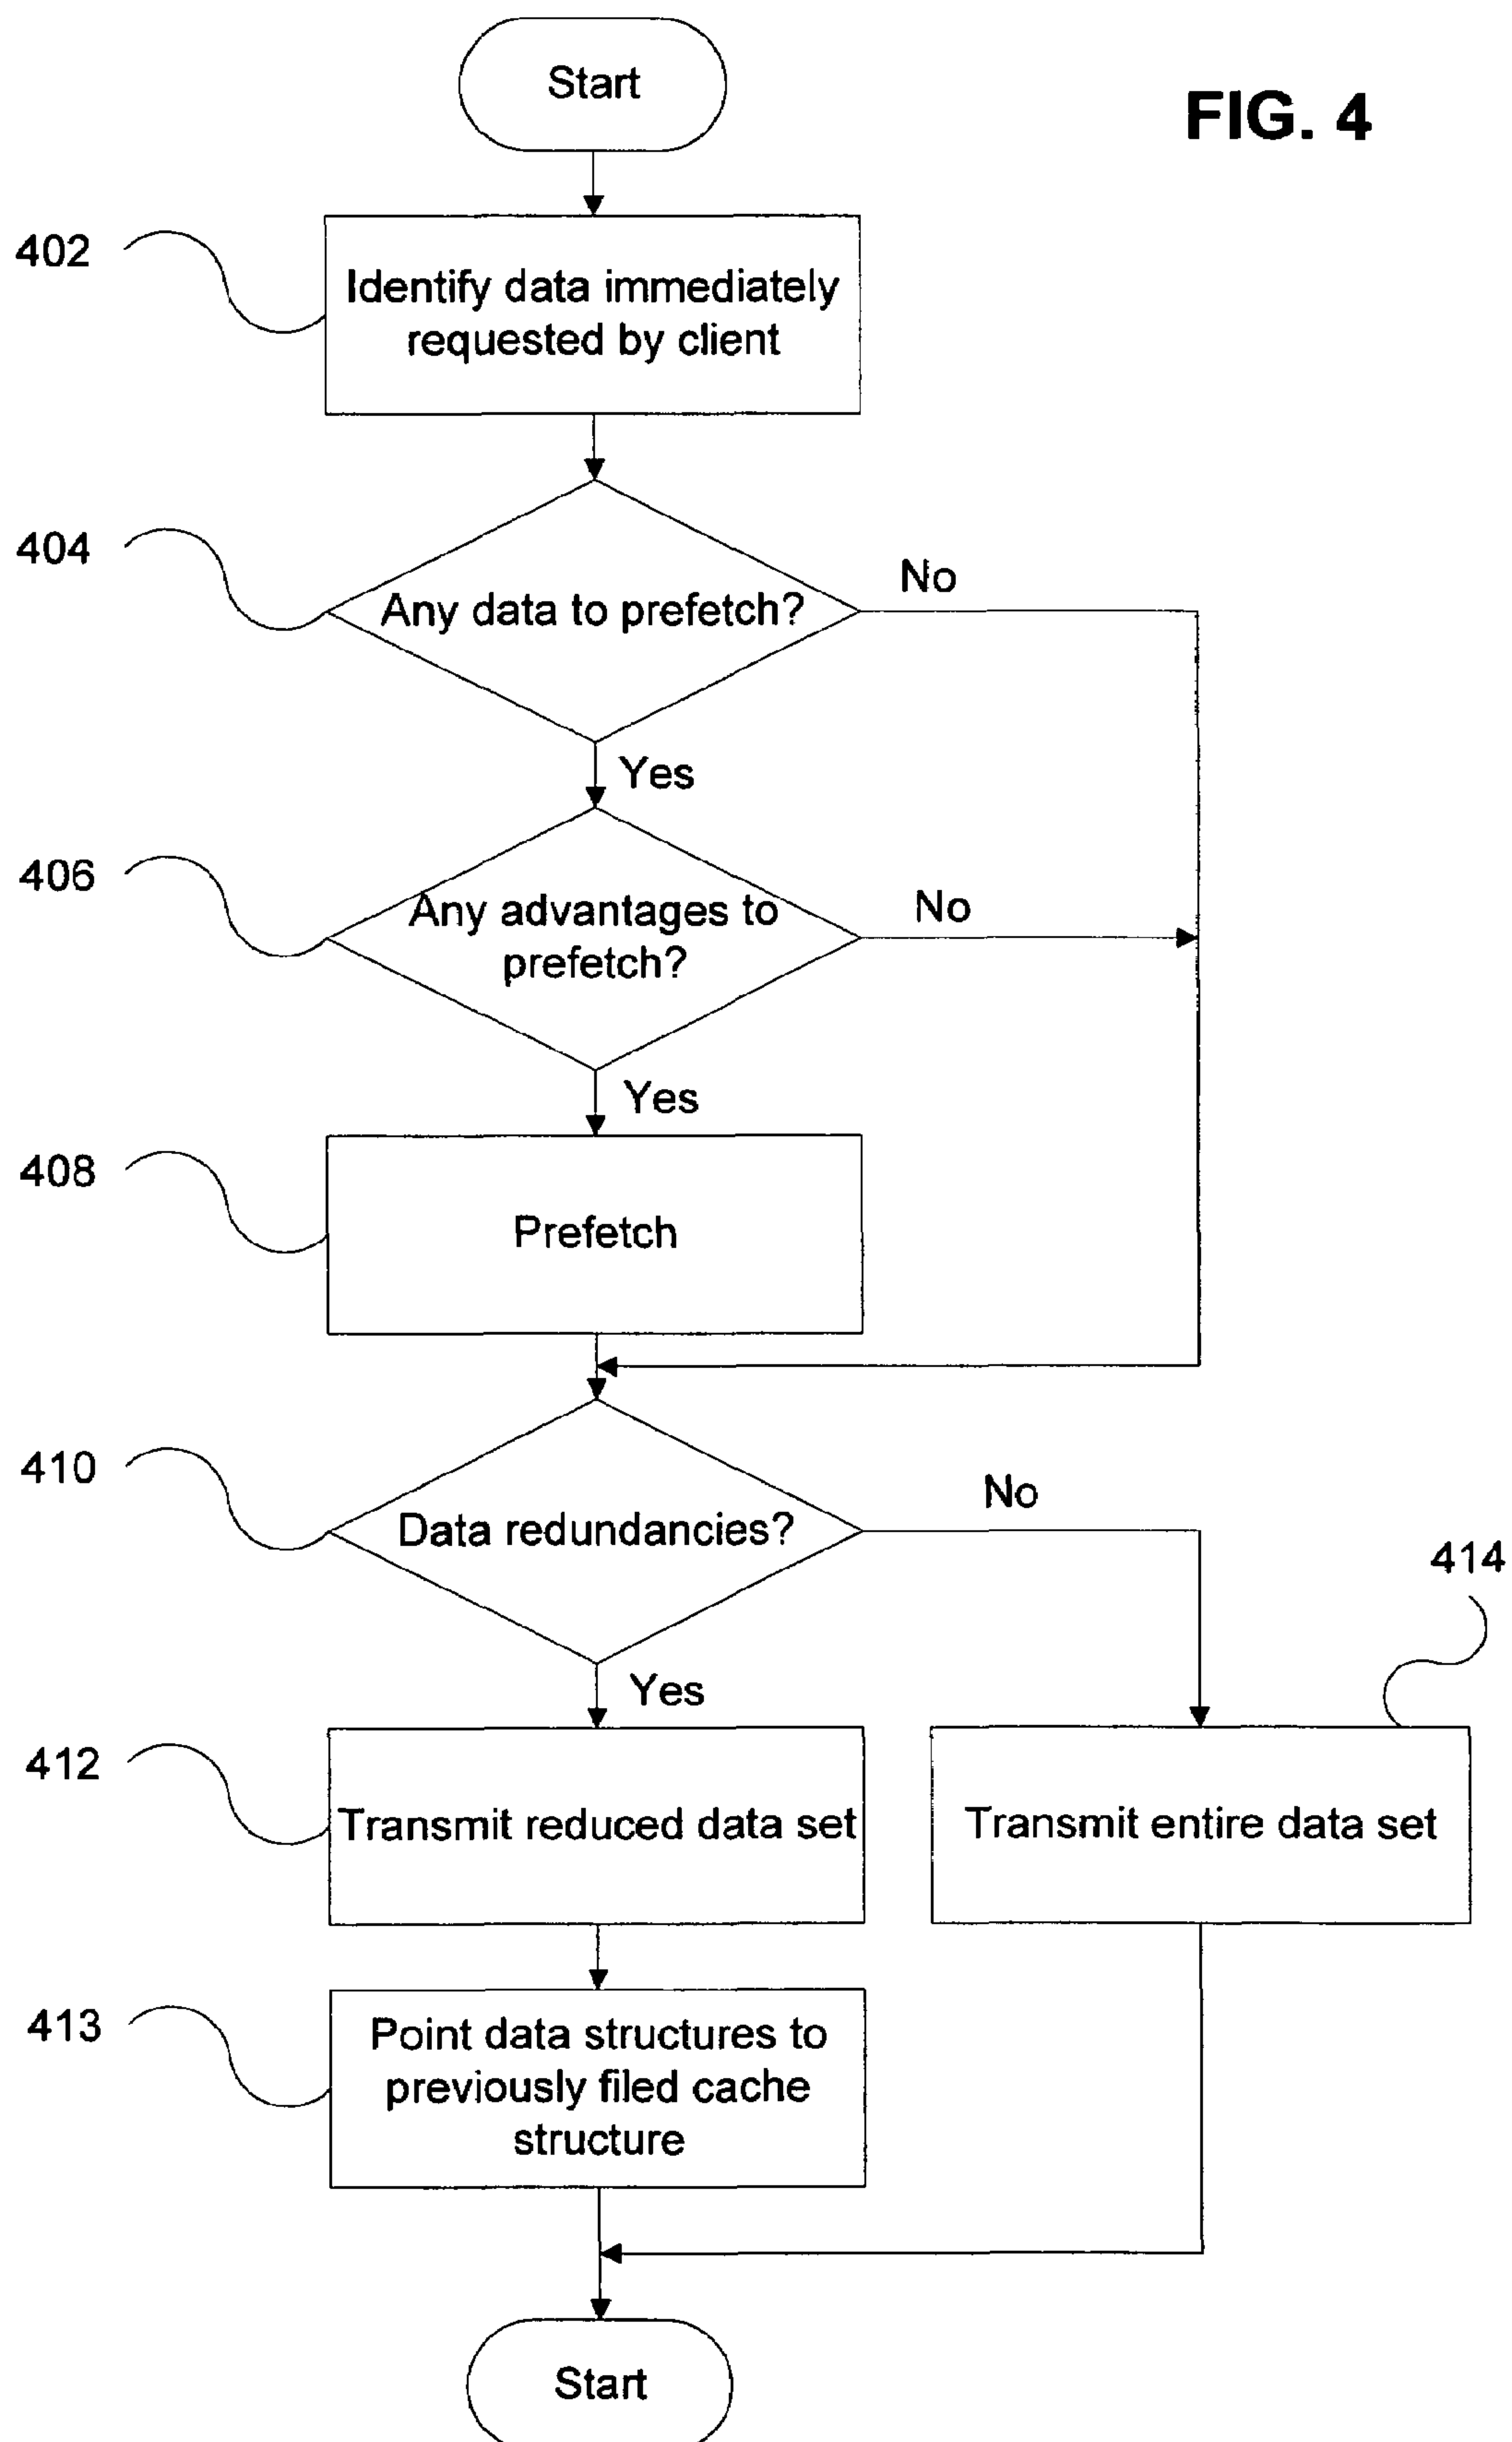 Start
FIG. 4
402
Identify data immediately
requested by client
404
Any data to prefetch?
No
Yes
406
Any advantages to
prefetch?
No
Yes
408
Prefetch
410
Data redundancies?
No
414
Yes
412
Transmit reduced data set
Transmit entire data set
413
Point data structures to
previously filed cache
structure
Start